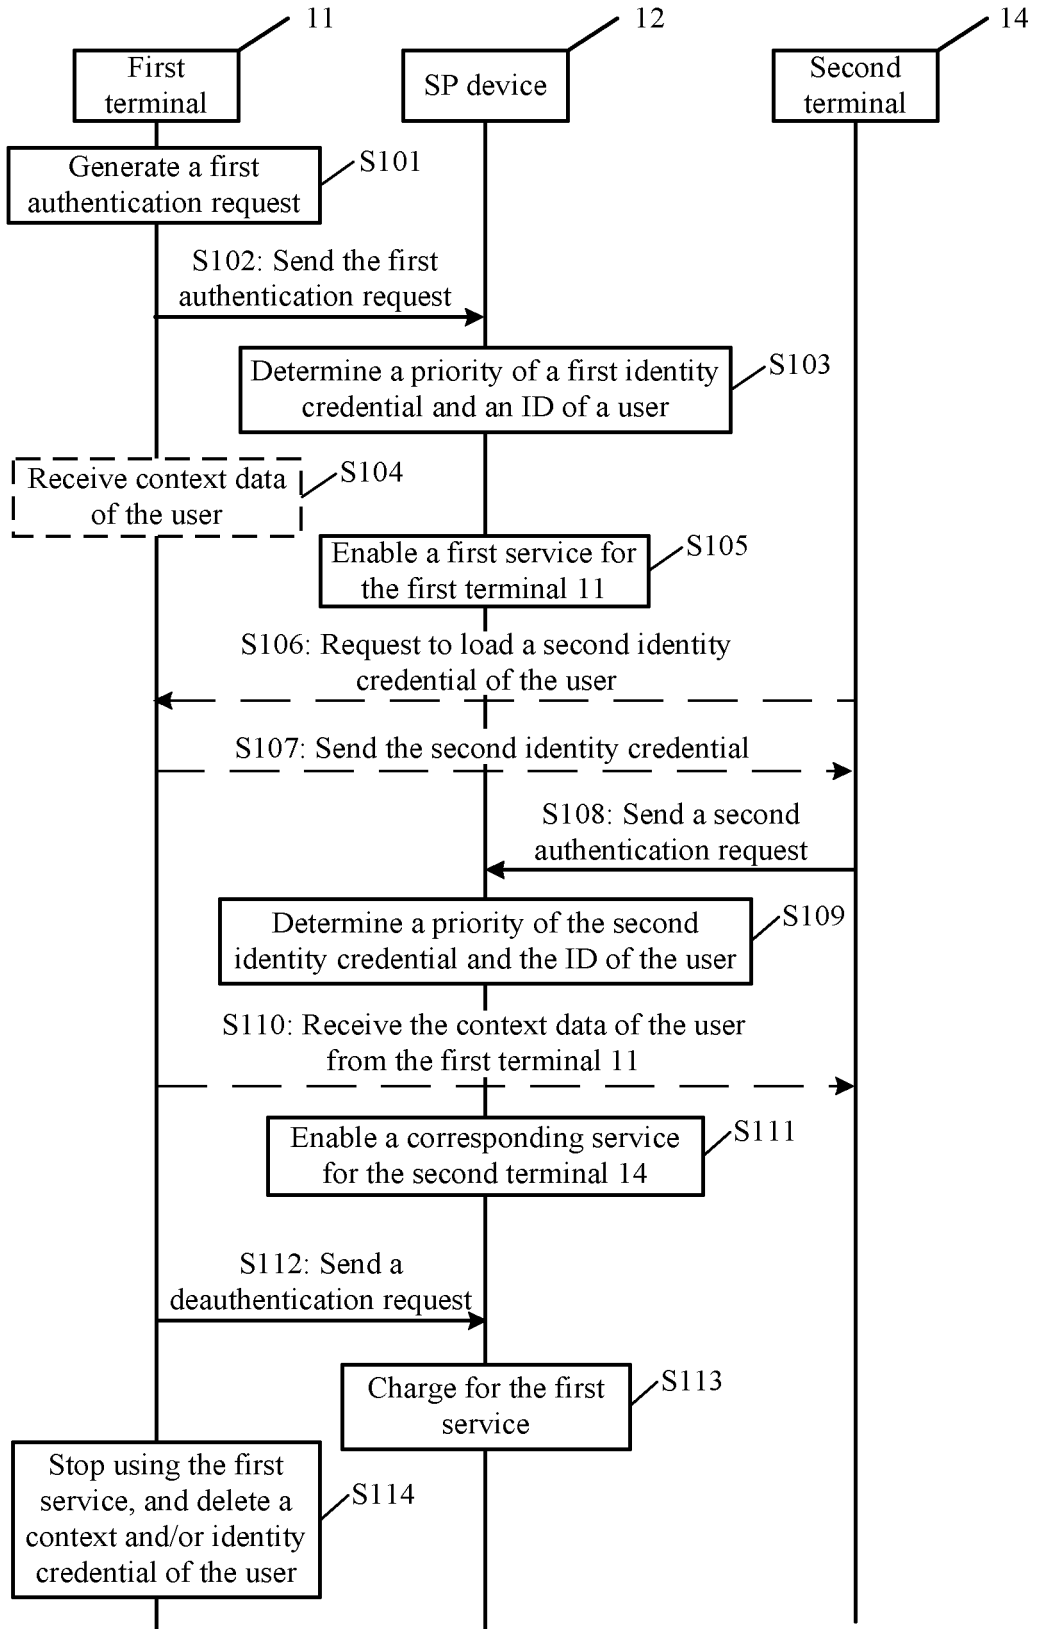 11
12
14
First
terminal
SP device
Second
terminal
Generate a first
authentication request
S101
S102: Send the first
authentication request
Determine a priority of a first identity
credential and an ID of a user
S103
Receive context data
of the user
S104
Enable a first service for
the first terminal 11
S105
S106: Request to load a second identity
credential of the user
S107: Send the second identity credential
S108: Send a second
authentication request
Determine a priority of the second
identity credential and the ID of the user
S109
S110: Receive the context data of the user
from the first terminal 11
Enable a corresponding service
for the second terminal 14
S111
S112: Send a
deauthentication request
Charge for the first
service
S113
Stop using the first
service, and delete a
context and/or identity
credential of the user
S114